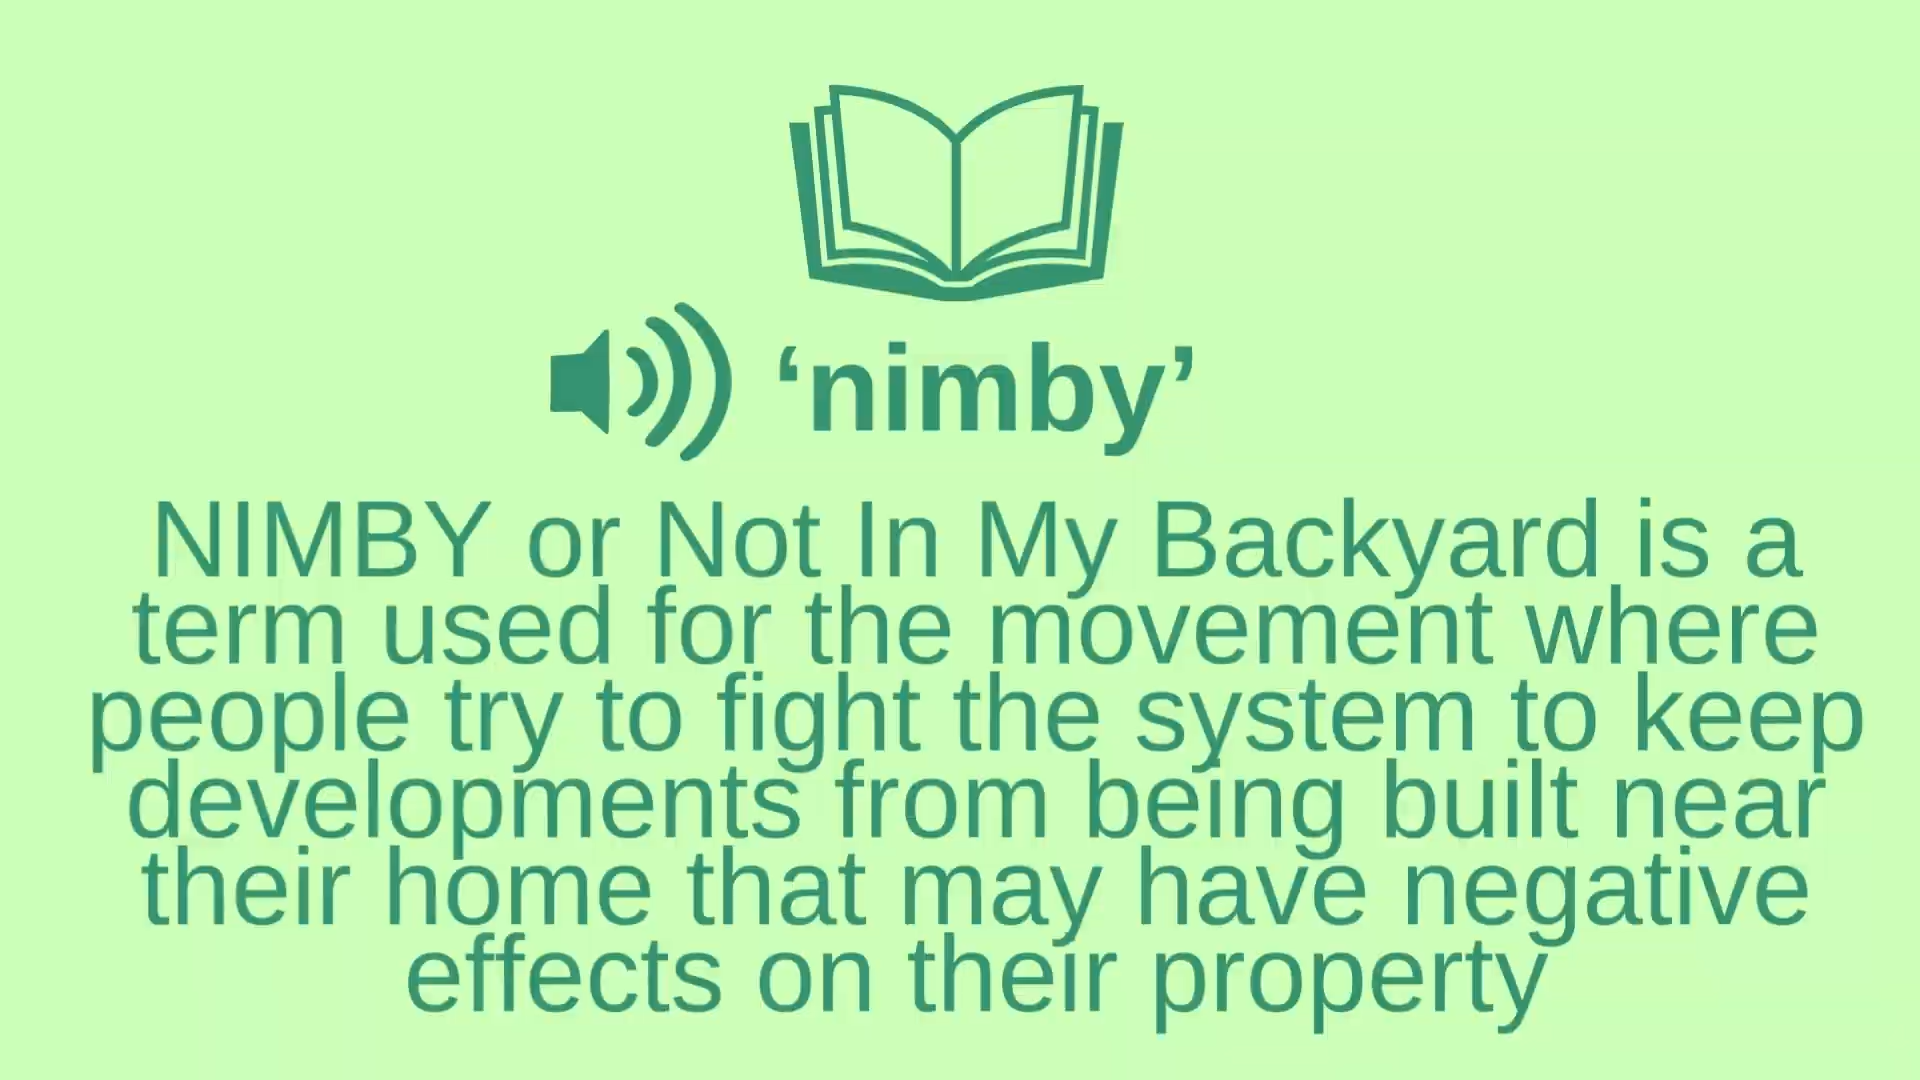 ‘nimby’
NIMBY or Not In My Backyard is a
term used for the movement where
people try to fight the system to keep
developments from being built near
their home that may have negative
effects on their property